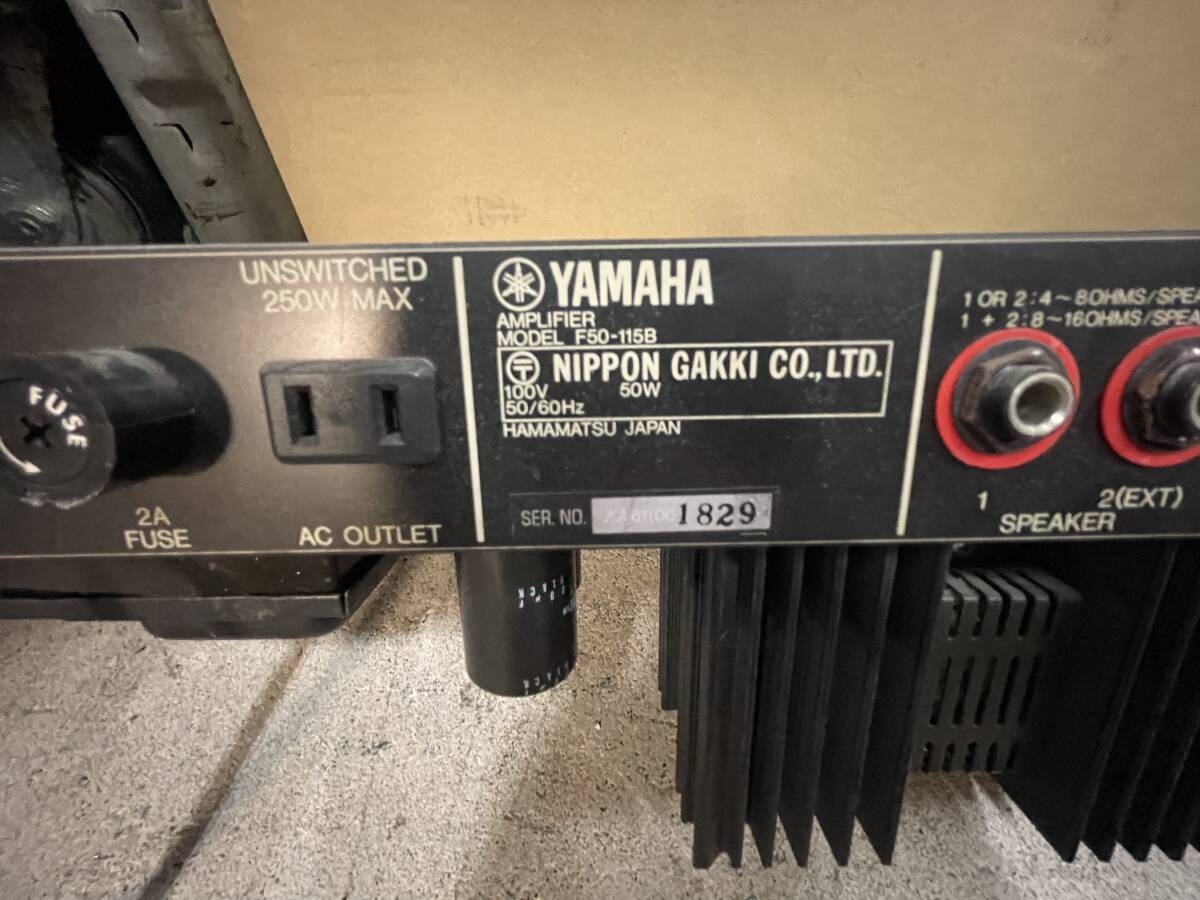 UNSWITCHED
250W MAX
FUSE
2A
FUSE
AC OUTLET
YAMAHA
AMPLIFIER
MODEL F50-115B
NIPPON GAKKI CO., LTD.
100V 50W
50/60Hz
HAMAMATSU JAPAN
SER. NO. 1829
1 OR 2 : 4~8OHMS/
1 + 2 : 8~16OHMS/
1 2(EXT)
SPEAKER